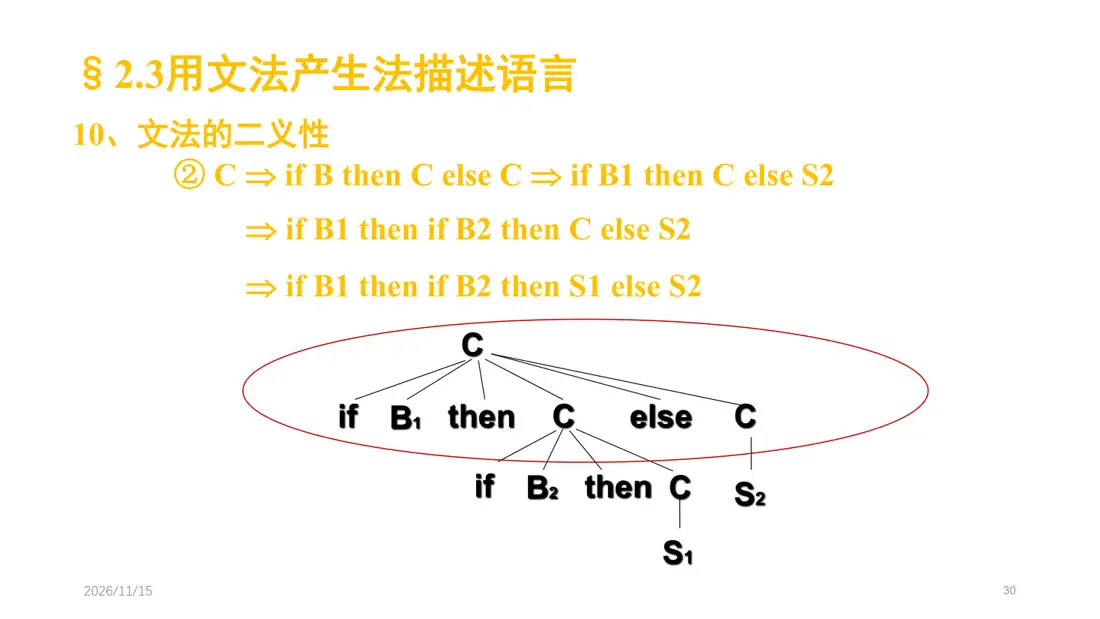 §2.3用文法产生法描述语言
10、文法的二义性
② C ⇒ if B then C else C ⇒ if B1 then C else S2
⇒ if B1 then if B2 then C else S2
⇒ if B1 then if B2 then S1 else S2
C
if B1 then C else C
if B2 then C S2
S1
2026/11/15 30